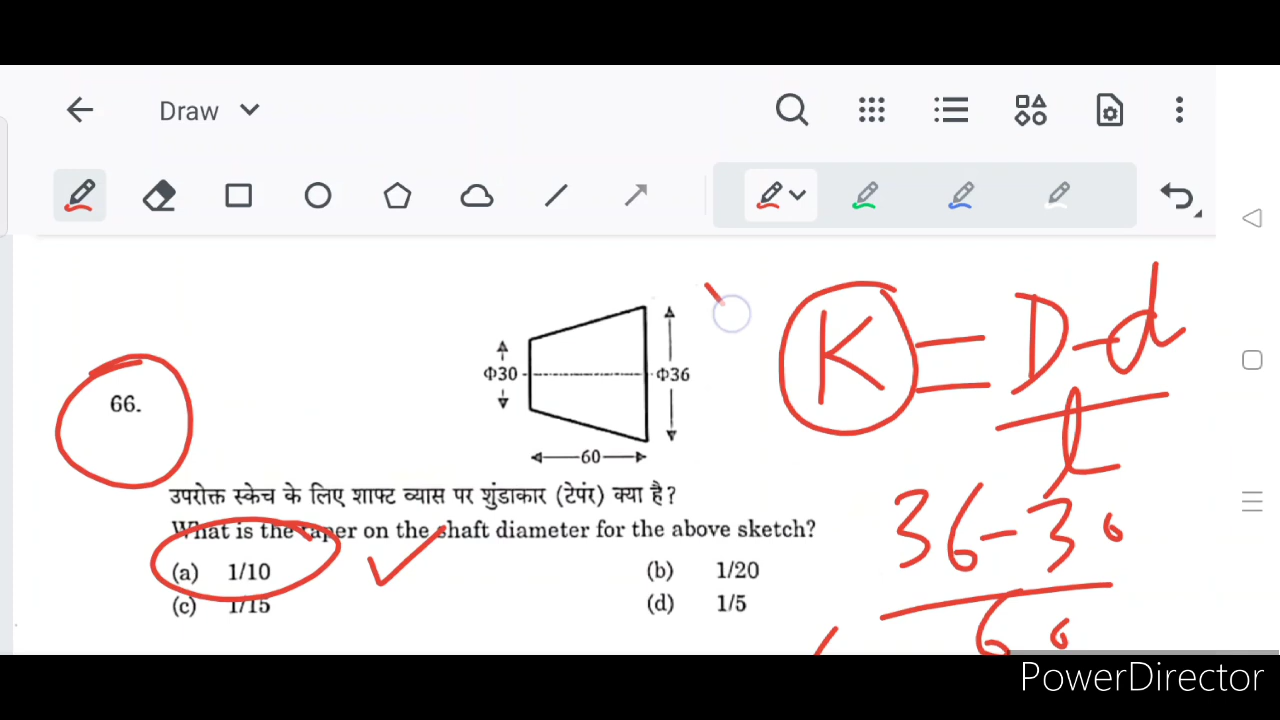 Draw
66.
Φ30
Φ36
60
K = D-d
l
36-30
60
उपरोक्त स्केच के लिए शाफ्ट व्यास पर शुंडाकार (टेपर) क्या है?
What is the taper on the shaft diameter for the above sketch?
(a) 1/10
(b) 1/20
(c) 1/15
(d) 1/5
PowerDirector